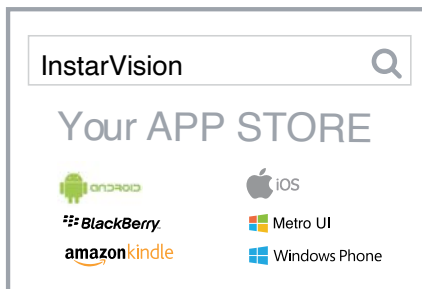 InstarVision
Your APP STORE
android
iOS
BlackBerry
Metro UI
amazonkindle
Windows Phone